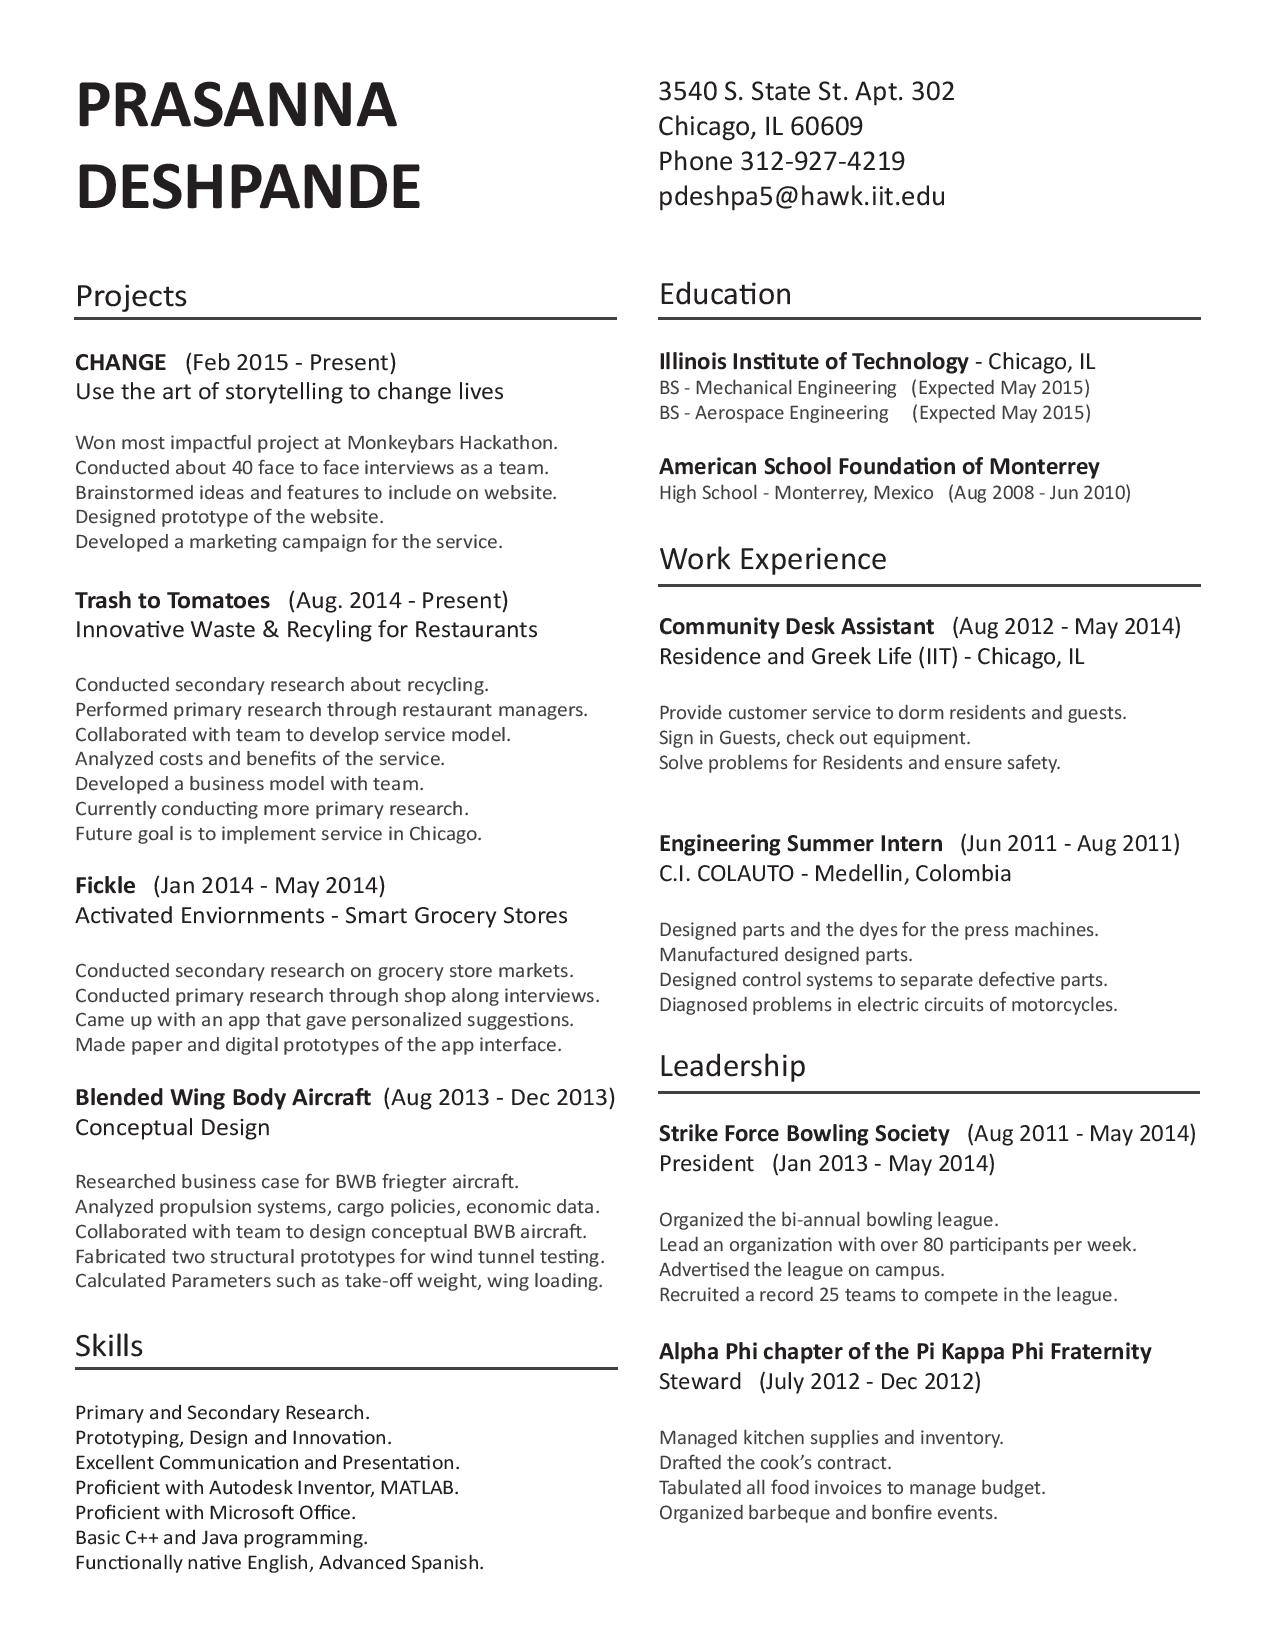 PRASANNA
DESHPANDE
3540 S. State St. Apt. 302
Chicago, IL 60609
Phone 312-927-4219
pdeshpa5@hawk.iit.edu
Projects
CHANGE (Feb 2015 - Present)
Use the art of storytelling to change lives
Won most impactful project at Monkeybars Hackathon.
Conducted about 40 face to face interviews as a team.
Brainstormed ideas and features to include on website.
Designed prototype of the website.
Developed a marketing campaign for the service.
Trash to Tomatoes (Aug. 2014 - Present)
Innovative Waste & Recyling for Restaurants
Conducted secondary research about recycling.
Performed primary research through restaurant managers.
Collaborated with team to develop service model.
Analyzed costs and benefits of the service.
Developed a business model with team.
Currently conducting more primary research.
Future goal is to implement service in Chicago.
Fickle (Jan 2014 - May 2014)
Activated Enviornments - Smart Grocery Stores
Conducted secondary research on grocery store markets.
Conducted primary research through shop along interviews.
Came up with an app that gave personalized suggestions.
Made paper and digital prototypes of the app interface.
Blended Wing Body Aircraft (Aug 2013 - Dec 2013)
Conceptual Design
Researched business case for BWB friegter aircraft.
Analyzed propulsion systems, cargo policies, economic data.
Collaborated with team to design conceptual BWB aircraft.
Fabricated two structural prototypes for wind tunnel testing.
Calculated Parameters such as take-off weight, wing loading.
Skills
Primary and Secondary Research.
Prototyping, Design and Innovation.
Excellent Communication and Presentation.
Proficient with Autodesk Inventor, MATLAB.
Proficient with Microsoft Office.
Basic C++ and Java programming.
Functionally native English, Advanced Spanish.
Education
Illinois Institute of Technology - Chicago, IL
BS - Mechanical Engineering (Expected May 2015)
BS - Aerospace Engineering (Expected May 2015)
American School Foundation of Monterrey
High School - Monterrey, Mexico (Aug 2008 - Jun 2010)
Work Experience
Community Desk Assistant (Aug 2012 - May 2014)
Residence and Greek Life (IIT) - Chicago, IL
Provide customer service to dorm residents and guests.
Sign in Guests, check out equipment.
Solve problems for Residents and ensure safety.
Engineering Summer Intern (Jun 2011 - Aug 2011)
C.I. COLAUTO - Medellin, Colombia
Designed parts and the dyes for the press machines.
Manufactured designed parts.
Designed control systems to separate defective parts.
Diagnosed problems in electric circuits of motorcycles.
Leadership
Strike Force Bowling Society (Aug 2011 - May 2014)
President (Jan 2013 - May 2014)
Organized the bi-annual bowling league.
Lead an organization with over 80 participants per week.
Advertised the league on campus.
Recruited a record 25 teams to compete in the league.
Alpha Phi chapter of the Pi Kappa Phi Fraternity
Steward (July 2012 - Dec 2012)
Managed kitchen supplies and inventory.
Drafted the cook’s contract.
Tabulated all food invoices to manage budget.
Organized barbeque and bonfire events.